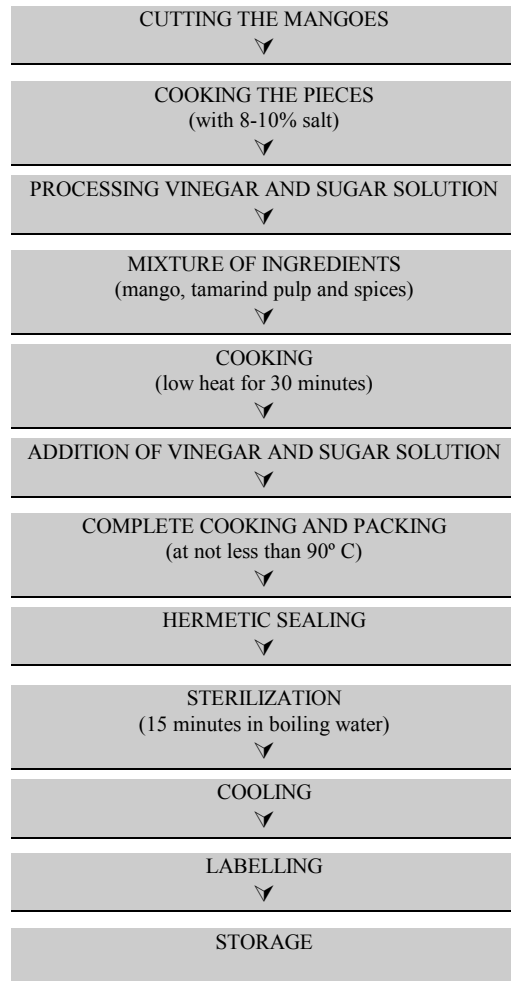 CUTTING THE MANGOES
⮟
COOKING THE PIECES
(with 8-10% salt)
⮟
PROCESSING VINEGAR AND SUGAR SOLUTION
⮟
MIXTURE OF INGREDIENTS
(mango, tamarind pulp and spices)
⮟
COOKING
(low heat for 30 minutes)
⮟
ADDITION OF VINEGAR AND SUGAR SOLUTION
⮟
COMPLETE COOKING AND PACKING
(at not less than 90º C)
⮟
HERMETIC SEALING
⮟
STERILIZATION
(15 minutes in boiling water)
⮟
COOLING
⮟
LABELLING
⮟
STORAGE